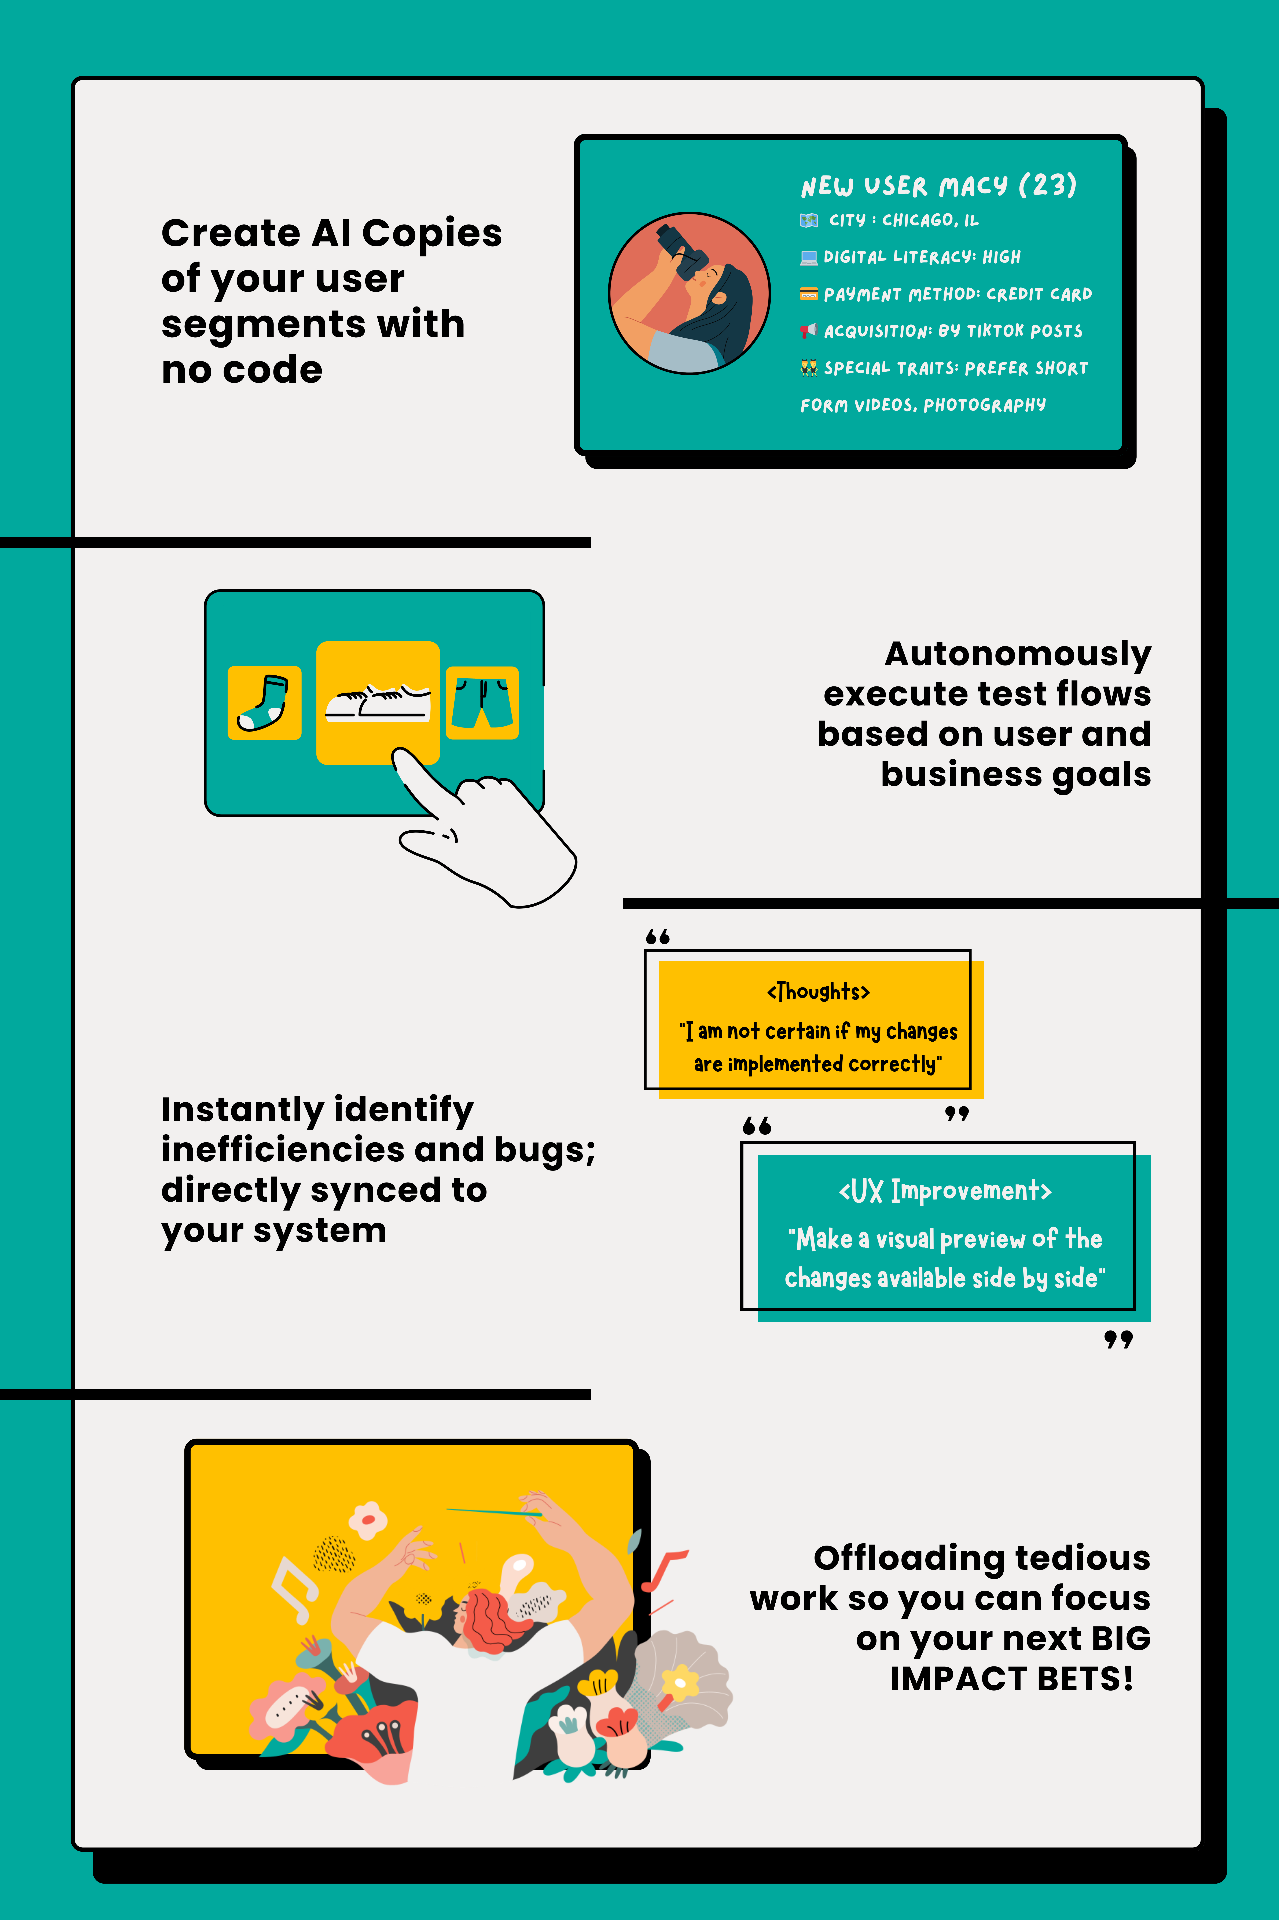 Create AI Copies
of your user
segments with
no code
NEW USER MACY (23)
CITY : CHICAGO, IL
DIGITAL LITERACY: HIGH
PAYMENT METHOD: CREDIT CARD
ACQUISITION: BY TIKTOK POSTS
SPECIAL TRAITS: PREFER SHORT
FORM VIDEOS, PHOTOGRAPHY
Autonomously
execute test flows
based on user and
business goals
Instantly identify
inefficiencies and bugs;
directly synced to
your system
“
<Thoughts>
"I am not certain if my changes
are implemented correctly"
”
“
<UX Improvement>
"Make a visual preview of the
changes available side by side"
”
Offloading tedious
work so you can focus
on your next BIG
IMPACT BETS!